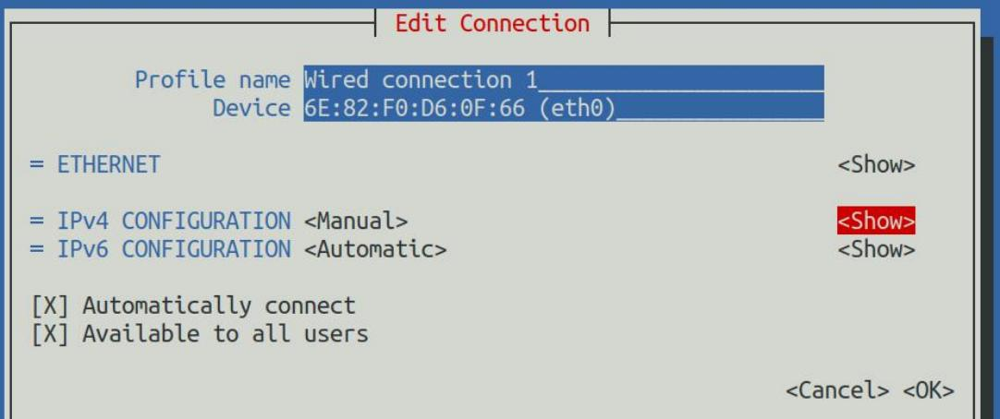 Edit Connection
Profile name Wired connection 1
Device 6E:82:F0:D6:0F:66 (eth0)
= ETHERNET <Show>
= IPv4 CONFIGURATION <Manual> <Show>
= IPv6 CONFIGURATION <Automatic> <Show>
[X] Automatically connect
[X] Available to all users
<Cancel> <OK>